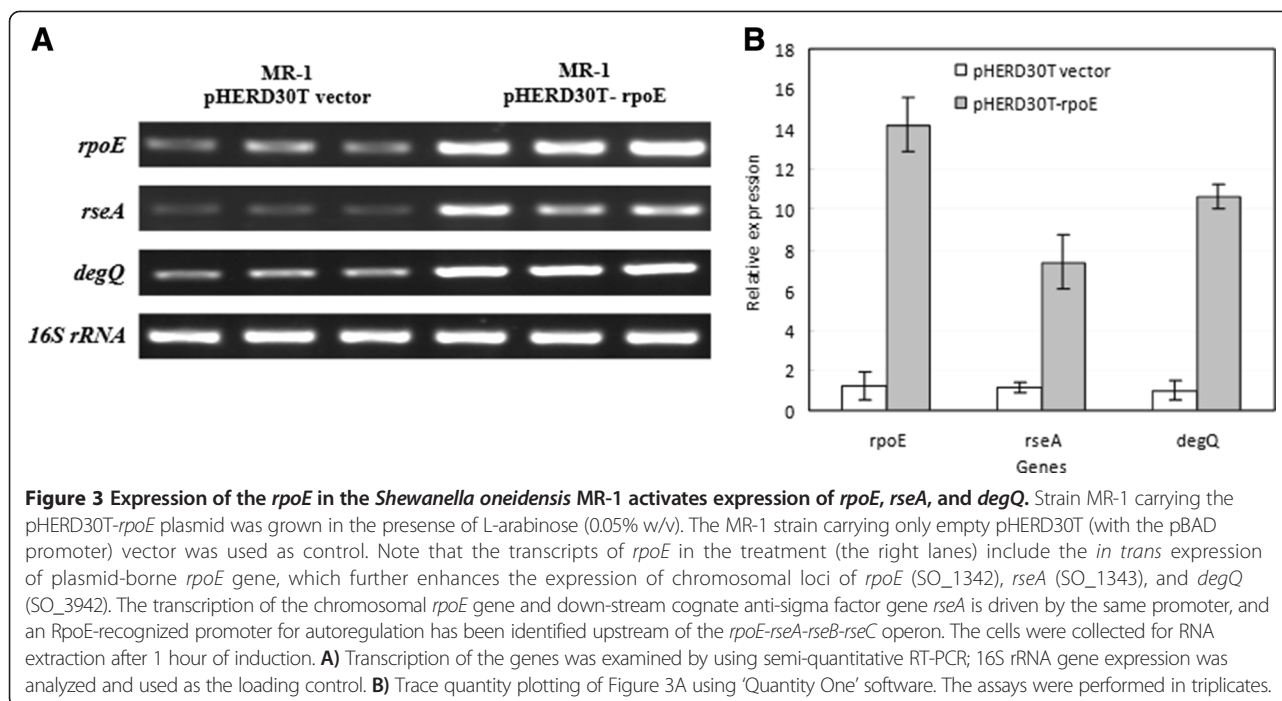 A
MR-1
pHERD30T vector
MR-1
pHERD30T- rpoE
rpoE
rseA
degQ
16S rRNA
B
18
16
14
12
10
8
6
4
2
0
Relative expression
pHERD30T vector
pHERD30T-rpoE
rpoE
rseA
degQ
Genes
Figure 3 Expression of the rpoE in the Shewanella oneidensis MR-1 activates expression of rpoE, rseA, and degQ. Strain MR-1 carrying the
pHERD30T-rpoE plasmid was grown in the presense of L-arabinose (0.05% w/v). The MR-1 strain carrying only empty pHERD30T (with the pBAD
promoter) vector was used as control. Note that the transcripts of rpoE in the treatment (the right lanes) include the in trans expression
of plasmid-borne rpoE gene, which further enhances the expression of chromosomal loci of rpoE (SO_1342), rseA (SO_1343), and degQ
(SO_3942). The transcription of the chromosomal rpoE gene and down-stream cognate anti-sigma factor gene rseA is driven by the same promoter, and
an RpoE-recognized promoter for autoregulation has been identified upstream of the rpoE-rseA-rseB-rseC operon. The cells were collected for RNA
extraction after 1 hour of induction. A) Transcription of the genes was examined by using semi-quantitative RT-PCR; 16S rRNA gene expression was
analyzed and used as the loading control. B) Trace quantity plotting of Figure 3A using ‘Quantity One’ software. The assays were performed in triplicates.